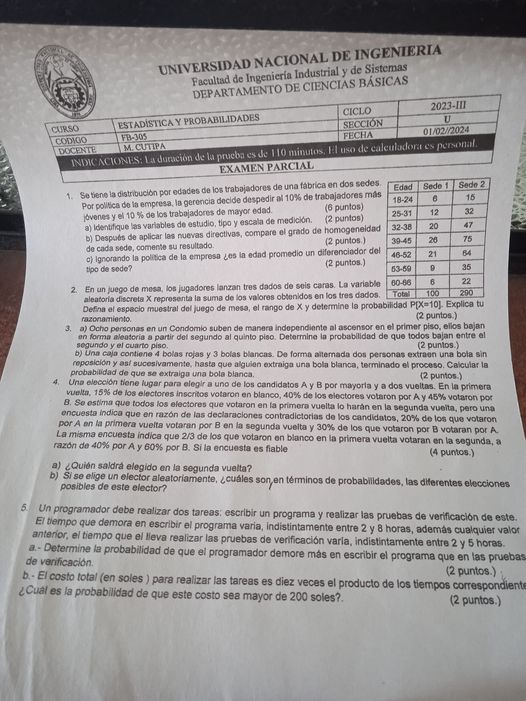 UNIVERSIDAD NACIONAL DE INGENIERIA
Facultad de Ingeniería Industrial y de Sistemas
DEPARTAMENTO DE CIENCIAS BÁSICAS
CURSO ESTADÍSTICA Y PROBABILIDADES CICLO 2023-III
CODIGO FB-305 SECCIÓN U
DOCENTE M. CUTIPA FECHA 01/02//2024
INDICACIONES: La duración de la prueba es de 110 minutos. El uso de calculadora es personal.
EXAMEN PARCIAL
1. Se tiene la distribución por edades de los trabajadores de una fábrica en dos sedes.
Por política de la empresa, la gerencia decide despedir al 10% de trabajadores más
jóvenes y el 10 % de los trabajadores de mayor edad. (6 puntos)
a) Identifique las variables de estudio, tipo y escala de medición. (2 puntos)
b) Después de aplicar las nuevas directivas, compare el grado de homogeneidad
de cada sede, comente su resultado. (2 puntos.)
c) Ignorando la política de la empresa ¿es la edad promedio un diferenciador del
tipo de sede? (2 puntos.)
Edad Sede 1 Sede 2
18-24 6 15
25-31 12 32
32-38 20 47
39-45 26 75
46-52 21 64
53-59 9 35
60-66 6 22
Total 100 290
2. En un juego de mesa, los jugadores lanzan tres dados de seis caras. La variable
aleatoria discreta X representa la suma de los valores obtenidos en los tres dados.
Defina el espacio muestral del juego de mesa, el rango de X y determine la probabilidad P[X=10]. Explica tu
razonamiento. (2 puntos.)
3. a) Ocho personas en un Condominio suben de manera independiente al ascensor en el primer piso, ellos bajan
en forma aleatoria a partir del segundo al quinto piso. Determine la probabilidad de que todos bajan entre el
segundo y el cuarto piso. (2 puntos.)
b) Una caja contiene 4 bolas rojas y 3 bolas blancas. De forma alternada dos personas extraen una bola sin
reposición y así sucesivamente, hasta que alguien extraiga una bola blanca, terminado el proceso. Calcular la
probabilidad de que se extraiga una bola blanca. (2 puntos.)
4. Una elección tiene lugar para elegir a uno de los candidatos A y B por mayoría y a dos vueltas. En la primera
vuelta, 15% de los electores inscritos votaron en blanco, 40% de los electores votaron por A y 45% votaron por
B. Se estima que todos los electores que votaron en la primera vuelta lo harán en la segunda vuelta, pero una
encuesta indica que en razón de las declaraciones contradictorias de los candidatos, 20% de los que votaron
por A en la primera vuelta votaran por B en la segunda vuelta y 30% de los que votaron por B votaran por A.
La misma encuesta indica que 2/3 de los que votaron en blanco en la primera vuelta votaran en la segunda, a
razón de 40% por A y 60% por B. Si la encuesta es fiable (4 puntos.)
a) ¿Quién saldrá elegido en la segunda vuelta?
b) Si se elige un elector aleatoriamente, ¿cuáles son,en términos de probabilidades, las diferentes elecciones
posibles de este elector?
5. Un programador debe realizar dos tareas: escribir un programa y realizar las pruebas de verificación de este.
El tiempo que demora en escribir el programa varía, indistintamente entre 2 y 8 horas, además cualquier valor
anterior, el tiempo que el lleva realizar las pruebas de verificación varía, indistintamente entre 2 y 5 horas.
a.- Determine la probabilidad de que el programador demore más en escribir el programa que en las pruebas
de verificación. (2 puntos.)
b.- El costo total (en soles ) para realizar las tareas es diez veces el producto de los tiempos correspondiente
¿Cuál es la probabilidad de que este costo sea mayor de 200 soles?. (2 puntos.)